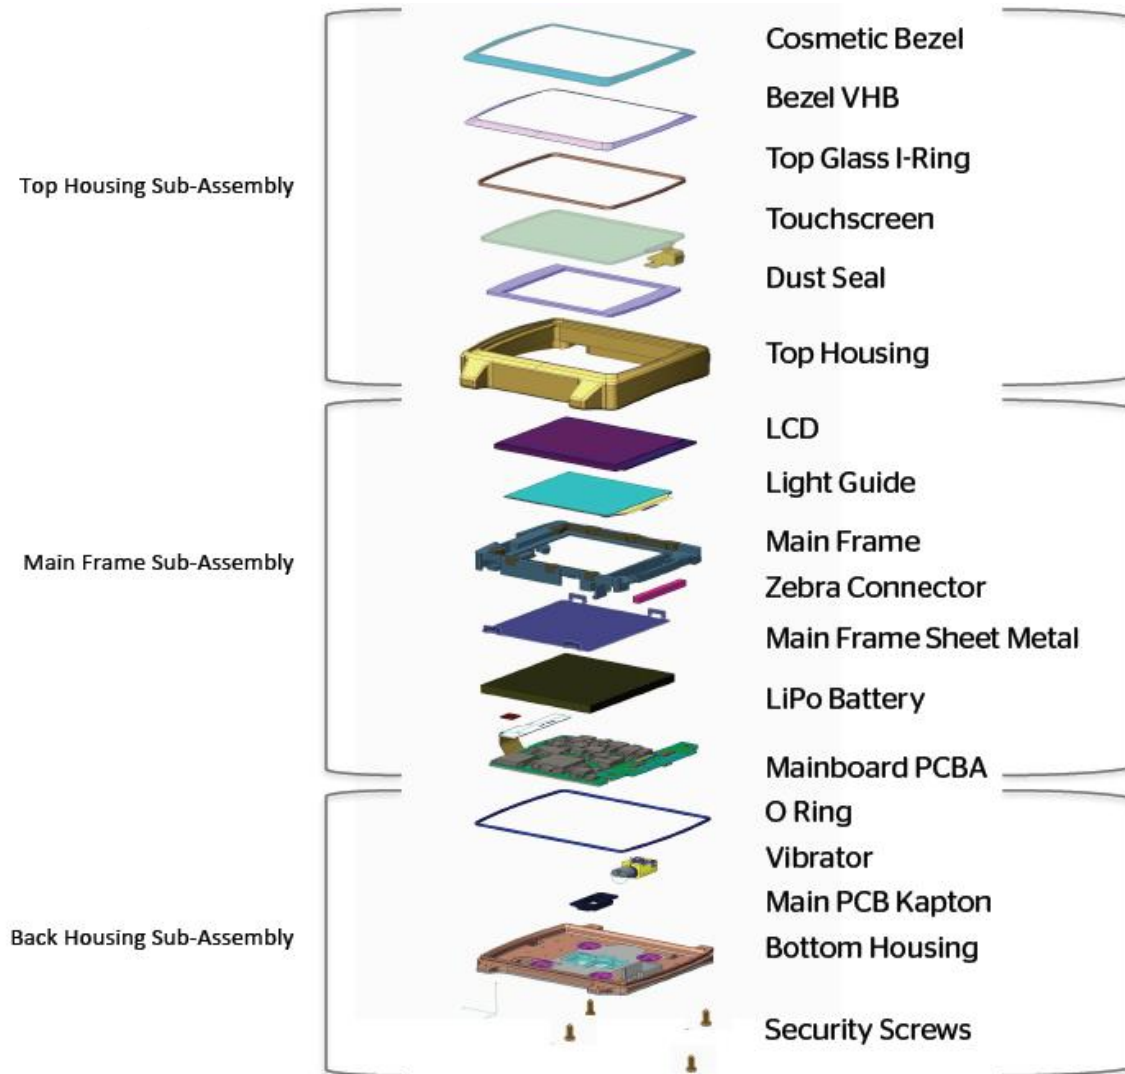 Cosmetic Bezel
Bezel VHB
Top Glass I-Ring
Top Housing Sub-Assembly
Touchscreen
Dust Seal
Top Housing
LCD
Light Guide
Main Frame
Main Frame Sub-Assembly
Zebra Connector
Main Frame Sheet Metal
LiPo Battery
Mainboard PCBA
O Ring
Vibrator
Main PCB Kapton
Back Housing Sub-Assembly
Bottom Housing
Security Screws